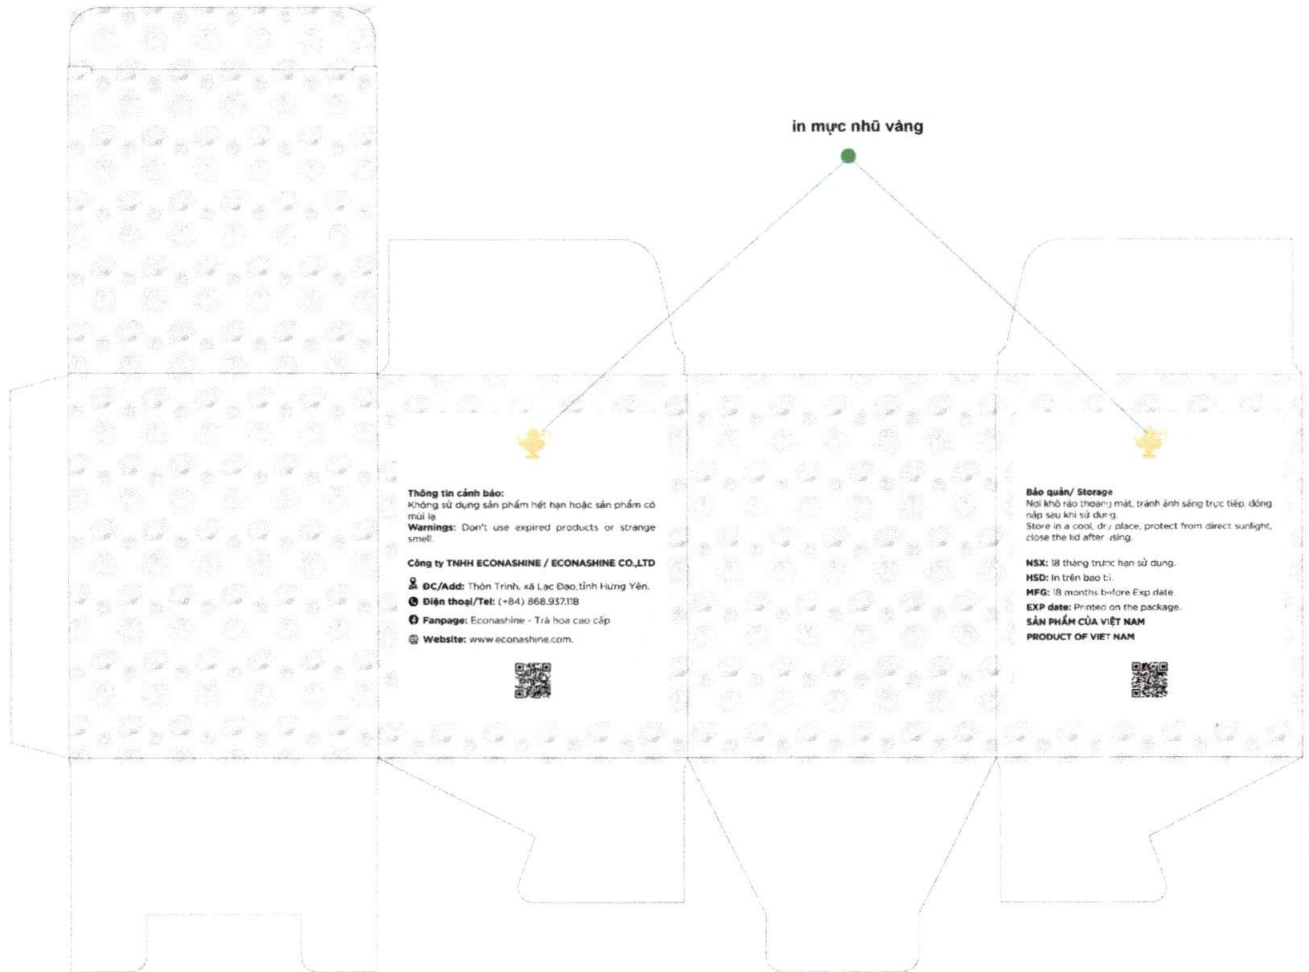 in mực nhũ vàng
Thông tin cảnh báo:
Không sử dụng sản phẩm hết hạn hoặc sản phẩm có
mùi lạ
Warnings: Don't use expired products or strange
smell.
Công ty TNHH ECONASHINE / ECONASHINE CO.,LTD
ĐC/Add: Thôn Trình, xã Lạc Đạo, tỉnh Hưng Yên.
Điện thoại/Tel: (+84) 868.937.118
Fanpage: Econashine - Trà hoa cao cấp
Website: www.econashine.com.
Bảo quản/ Storage
Nơi khô ráo thoáng mát, tránh ánh sáng trực tiếp, đóng
nắp sau khi sử dụng.
Store in a cool, dry place, protect from direct sunlight,
close the lid after using.
NSX: 18 tháng trước hạn sử dụng.
HSD: In trên bao bì.
MFG: 18 months before Exp date
EXP date: Printed on the package.
SẢN PHẨM CỦA VIỆT NAM
PRODUCT OF VIET NAM